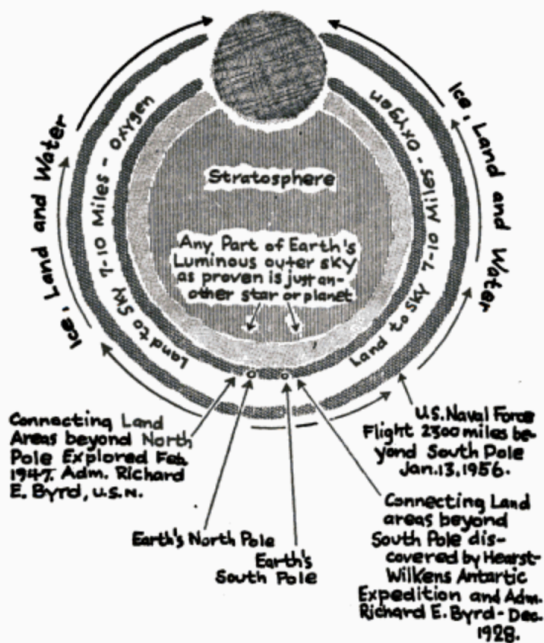 Ice, Land and Water
Land to Sky 7-10 Miles - Oxygen
Stratosphere
Any Part of Earth's
Luminous outer sky
as proven is just an-
other star or planet
Land to Sky 7-10 Miles - Oxygen
Ice, Land and Water
Connecting Land
Areas beyond North
Pole Explored Feb.
1947. Adm. Richard
E. Byrd, U.S.N.
Earth's North Pole
Earth's
South Pole
U.S. Naval Force
Flight 2300 miles be-
yond South Pole
Jan. 13, 1956.
Connecting Land
areas beyond
South Pole dis-
covered by Hearst-
Wilkens Antartic
Expedition and Adm.
Richard E. Byrd - Dec.
1928.